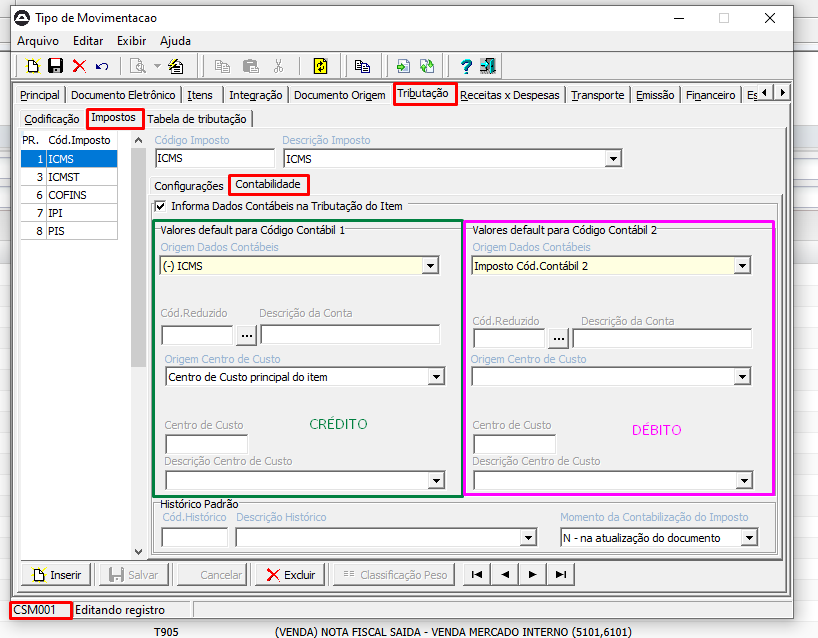 Tipo de Movimentacao
Arquivo Editar Exibir Ajuda
Principal Documento Eletrônico Itens Integração Documento Origem Tributação Receitas x Despesas Transporte Emissão Financeiro Es
Codificação Impostos Tabela de tributação
PR. Cód.Imposto
1 ICMS
3 ICMST
6 COFINS
7 IPI
8 PIS
Código Imposto Descrição Imposto
ICMS ICMS
Configurações Contabilidade
Informa Dados Contábeis na Tributação do Item
Valores default para Código Contábil 1
Origem Dados Contábeis
(-) ICMS
Cód.Reduzido Descrição da Conta
...
Origem Centro de Custo
Centro de Custo principal do item
Centro de Custo
CRÉDITO
Descrição Centro de Custo
Valores default para Código Contábil 2
Origem Dados Contábeis
Imposto Cód.Contábil 2
Cód.Reduzido Descrição da Conta
...
Origem Centro de Custo
Centro de Custo
DÉBITO
Descrição Centro de Custo
Histórico Padrão
Cód.Histórico Descrição Histórico Momento da Contabilização do Imposto
N - na atualização do documento
Inserir Salvar Cancelar Excluir Classificação Peso
CSM001 Editando registro
T905 (VENDA) NOTA FISCAL SAIDA - VENDA MERCADO INTERNO (5101,6101)